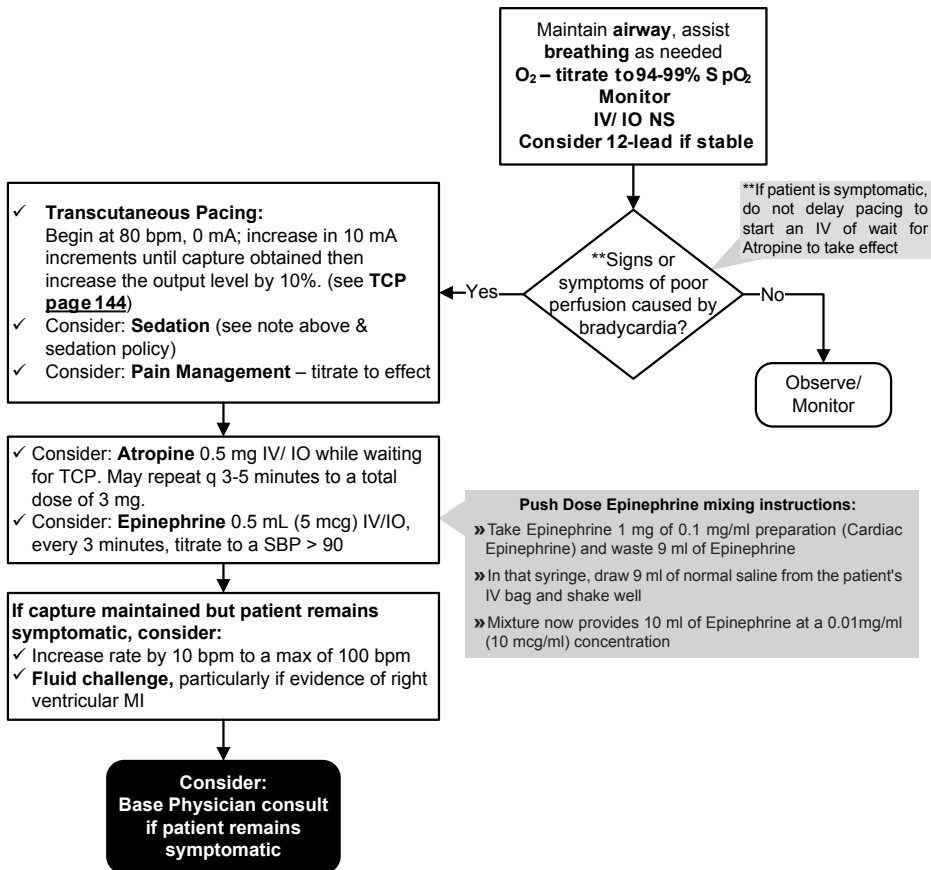 Maintain airway, assist
breathing as needed
O₂ – titrate to 94-99% SpO₂
Monitor
IV/ IO NS
Consider 12-lead if stable
**If patient is symptomatic,
do not delay pacing to
start an IV of wait for
Atropine to take effect
**Signs or
symptoms of poor
perfusion caused by
bradycardia?
Yes
No
Observe/
Monitor
✓ Transcutaneous Pacing:
Begin at 80 bpm, 0 mA; increase in 10 mA
increments until capture obtained then
increase the output level by 10%. (see TCP
page 144)
✓ Consider: Sedation (see note above &
sedation policy)
✓ Consider: Pain Management – titrate to effect
✓ Consider: Atropine 0.5 mg IV/ IO while waiting
for TCP. May repeat q 3-5 minutes to a total
dose of 3 mg.
✓ Consider: Epinephrine 0.5 mL (5 mcg) IV/IO,
every 3 minutes, titrate to a SBP > 90
Push Dose Epinephrine mixing instructions:
» Take Epinephrine 1 mg of 0.1 mg/ml preparation (Cardiac
Epinephrine) and waste 9 ml of Epinephrine
» In that syringe, draw 9 ml of normal saline from the patient's
IV bag and shake well
» Mixture now provides 10 ml of Epinephrine at a 0.01mg/ml
(10 mcg/ml) concentration
If capture maintained but patient remains
symptomatic, consider:
✓ Increase rate by 10 bpm to a max of 100 bpm
✓ Fluid challenge, particularly if evidence of right
ventricular MI
Consider:
Base Physician consult
if patient remains
symptomatic